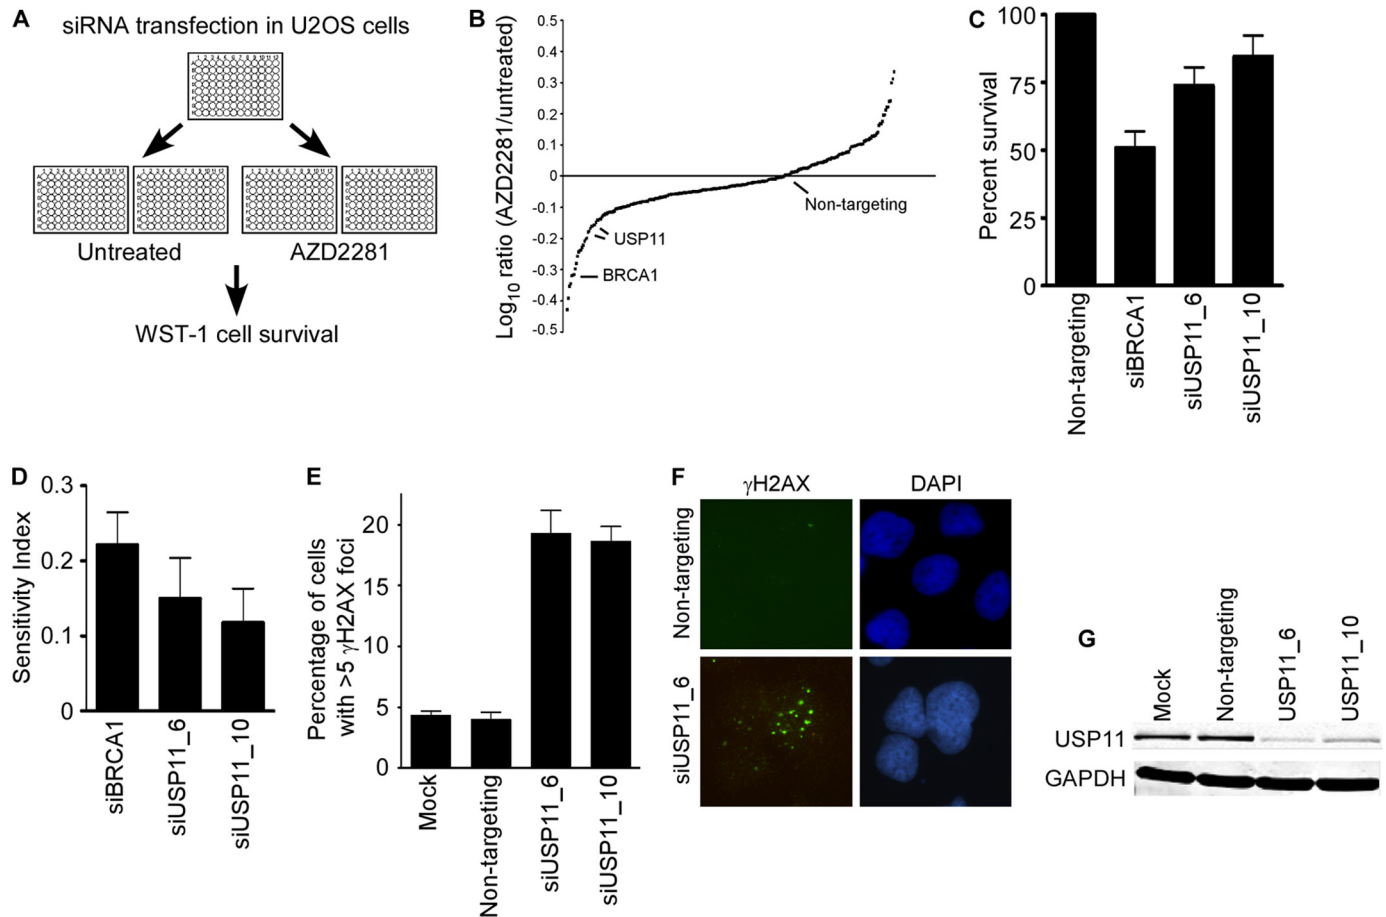 A
siRNA transfection in U2OS cells
Untreated
AZD2281
WST-1 cell survival
B
Log10 ratio (AZD2281/untreated)
0.5
0.4
0.3
0.2
0.1
0
-0.1
-0.2
-0.3
-0.4
-0.5
Non-targeting
USP11
BRCA1
C
Percent survival
100
75
50
25
0
Non-targeting
siBRCA1
siUSP11_6
siUSP11_10
D
Sensitivity Index
0.3
0.2
0.1
0
siBRCA1
siUSP11_6
siUSP11_10
E
Percentage of cells
with >5 γH2AX foci
20
15
10
5
0
Mock
Non-targeting
siUSP11_6
siUSP11_10
F
γH2AX
DAPI
Non-targeting
siUSP11_6
G
Mock
Non-targeting
USP11_6
USP11_10
USP11
GAPDH